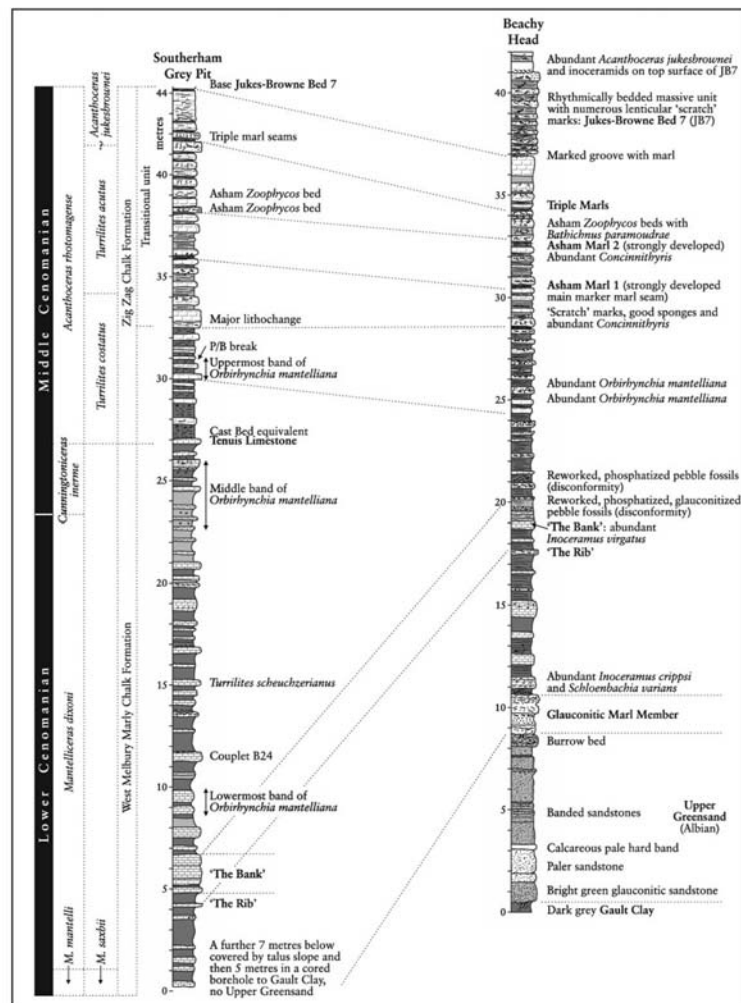 Southerham
Grey Pit
Base Jukes-Browne Bed 7
44
metres
40
35
30
25
20
15
10
5
0
Triple marl seams
Asham Zoophycos bed
Asham Zoophycos bed
Major lithochange
P/B break
Uppermost band of
Orbirhynchia mantelliana
Cast Bed equivalent
Tenuis Limestone
Middle band of
Orbirhynchia mantelliana
Turrilites scheuchzerianus
Couplet B24
Lowermost band of
Orbirhynchia mantelliana
'The Bank'
'The Rib'
A further 7 metres below
covered by talus slope and
then 5 metres in a cored
borehole to Gault Clay,
no Upper Greensand
Middle Cenomanian
Lower Cenomanian
Acanthoceras rhotomagense
Cunningtoniceras
inerme
Mantelliceras dixoni
M. mantelli
Acanthoceras
jukesbrownei
Turrilites acutus
Turrilites costatus
M. saxbii
Transitional unit
Zig Zag Chalk Formation
West Melbury Marly Chalk Formation
Beachy
Head
40
35
30
25
20
15
10
5
0
Abundant Acanthoceras jukesbrownei
and inoceramids on top surface of JB7
Rhythmically bedded massive unit
with numerous lenticular 'scratch'
marks: Jukes-Browne Bed 7 (JB7)
Marked groove with marl
Triple Marls
Asham Zoophycos beds with
Bathichnus paramoudrae
Asham Marl 2 (strongly developed)
Abundant Concinnithyris
Asham Marl 1 (strongly developed
main marker marl seam)
'Scratch' marks, good sponges and
abundant Concinnithyris
Abundant Orbirhynchia mantelliana
Abundant Orbirhynchia mantelliana
Reworked, phosphatized pebble fossils
(disconformity)
Reworked, phosphatized, glauconitized
pebble fossils (disconformity)
'The Bank': abundant
Inoceramus virgatus
'The Rib'
Abundant Inoceramus crippsi
and Schloenbachia varians
Glauconitic Marl Member
Burrow bed
Banded sandstones
Upper
Greensand
(Albian)
Calcareous pale hard band
Paler sandstone
Bright green glauconitic sandstone
Dark grey Gault Clay